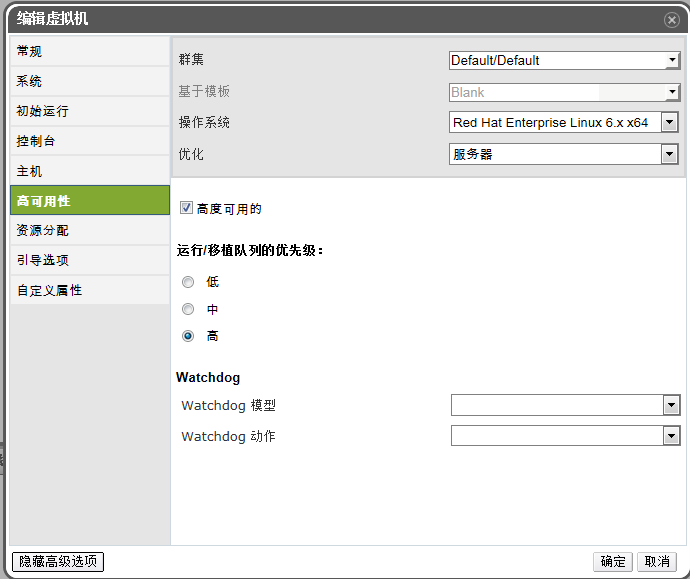 编辑虚拟机
常规
系统
初始运行
控制台
主机
高可用性
资源分配
引导选项
自定义属性
群集 Default/Default
基于模板 Blank
操作系统 Red Hat Enterprise Linux 6.x x64
优化 服务器
高度可用的
运行/移植队列的优先级：
低
中
高
Watchdog
Watchdog 模型
Watchdog 动作
隐藏高级选项 确定 取消